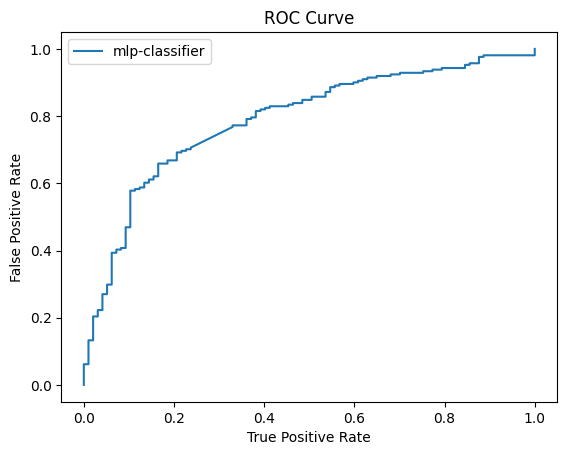 ROC Curve
mlp-classifier
1.0
0.8
0.6
0.4
0.2
0.0
False Positive Rate
0.0 0.2 0.4 0.6 0.8 1.0
True Positive Rate